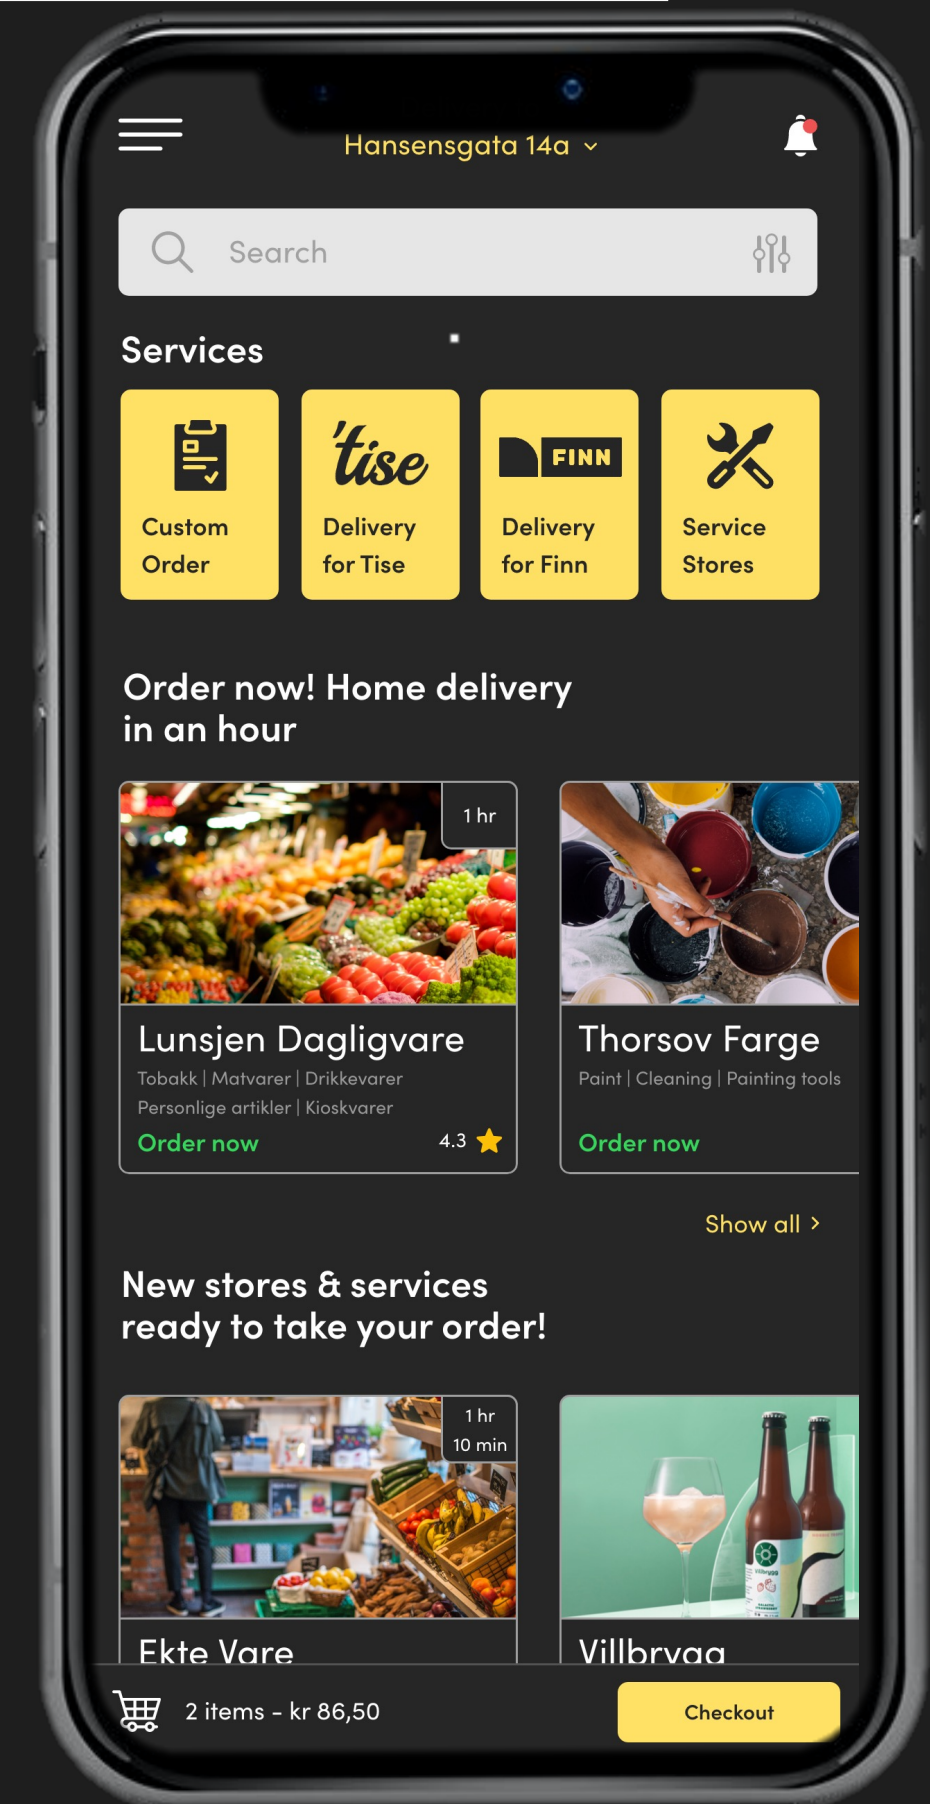 Hansensgata 14a
Search
Services
'tise
FINN
Custom
Order
Delivery
for Tise
Delivery
for Finn
Service
Stores
Order now! Home delivery
in an hour
1 hr
Lunsjen Dagligvare
Tobakk | Matvarer | Drikkevarer
Personlige artikler | Kioskvarer
Order now
4.3
Thorsov Farge
Paint | Cleaning | Painting tools
Order now
Show all
New stores & services
ready to take your order!
1 hr
10 min
Villbrygg
Ekte Vare
Villbrygg
2 items - kr 86,50
Checkout